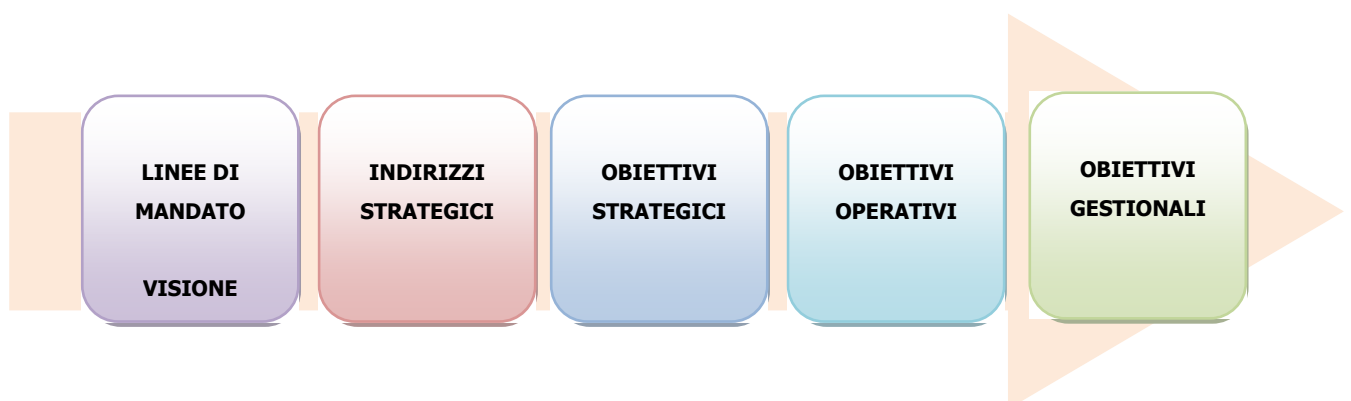 LINEE DI
MANDATO
VISIONE
INDIRIZZI
STRATEGICI
OBIETTIVI
STRATEGICI
OBIETTIVI
OPERATIVI
OBIETTIVI
GESTIONALI